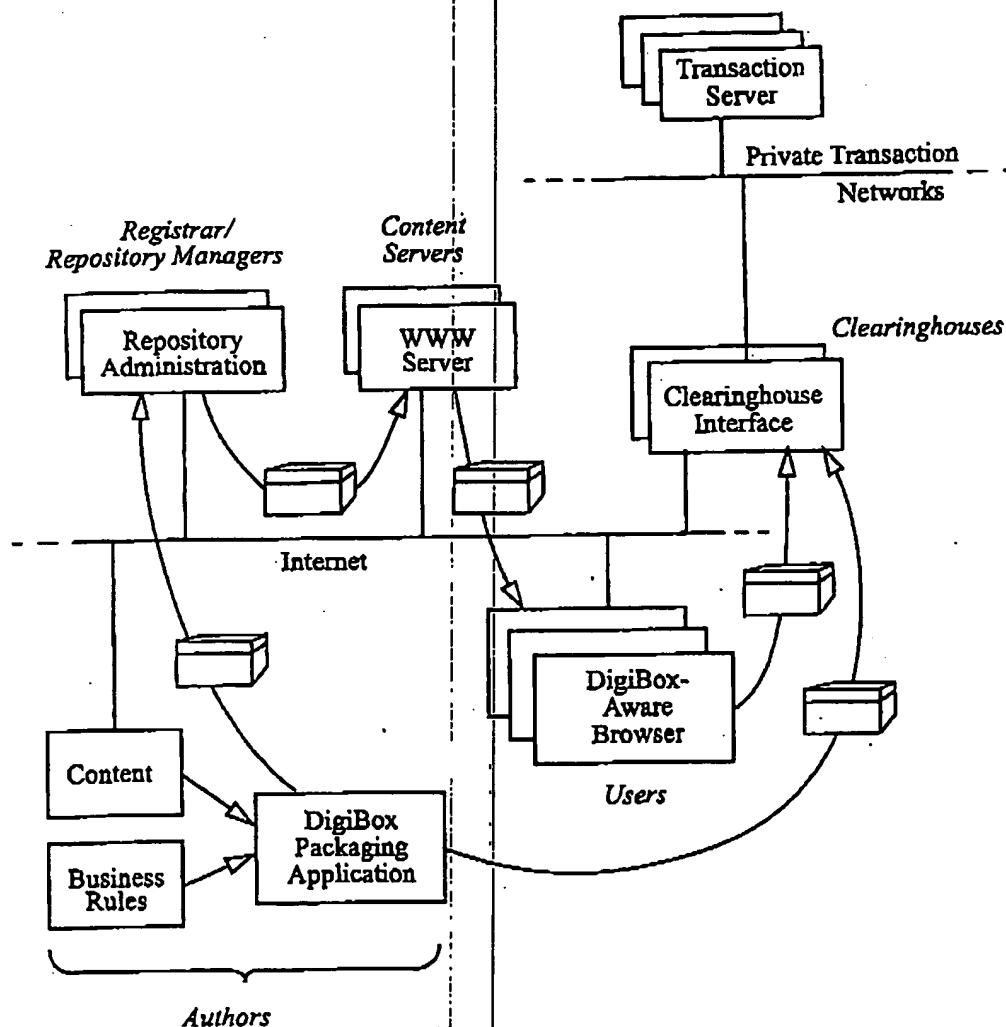 Transaction
Server
Private Transaction
Networks
Registrar/
Repository Managers
Content
Servers
Repository
Administration
WWW
Server
Clearinghouses
Clearinghouse
Interface
Internet
DigiBox-
Aware
Browser
Users
Content
Business
Rules
DigiBox
Packaging
Application
Authors